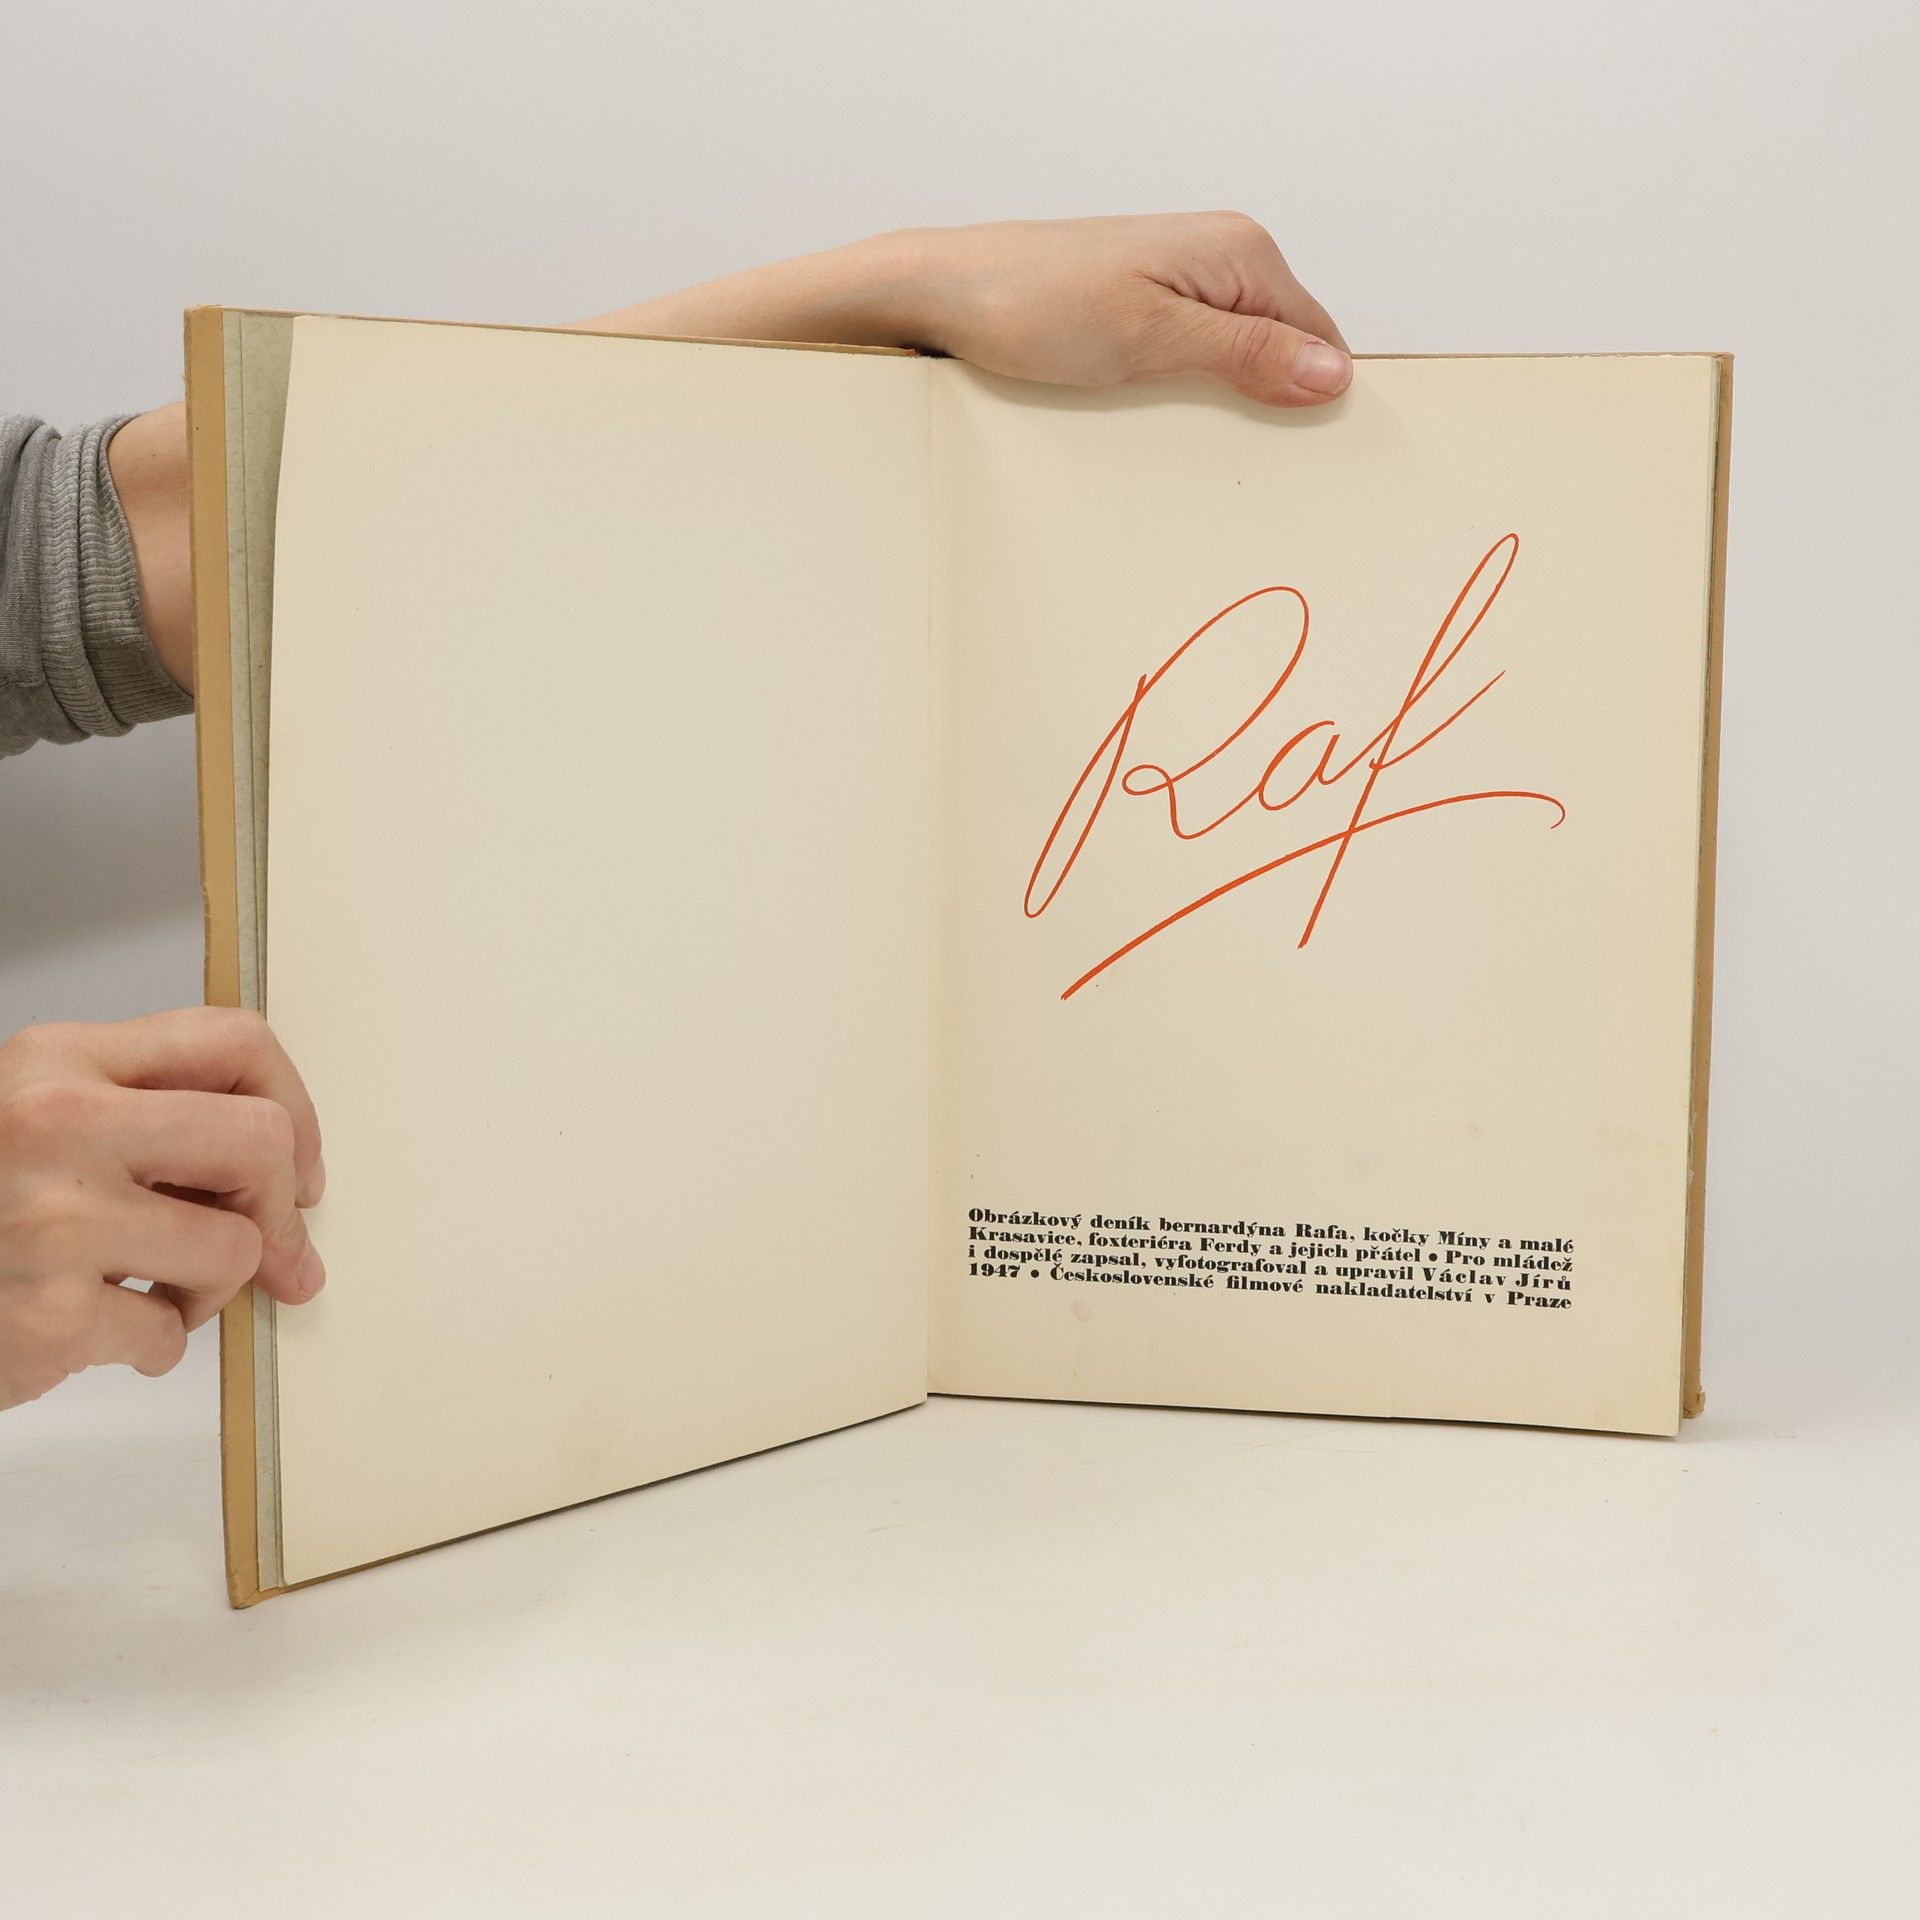 Raf
Obrázkový deník bernardýna Rafa, kočky Míny a malé
Krasavice, foxteriéra Ferdy a jejich přátel • Pro mládež
i dospělé zapsal, vyfotografoval a upravil Václav Jírů
1947 • Československé filmové nakladatelství v Praze